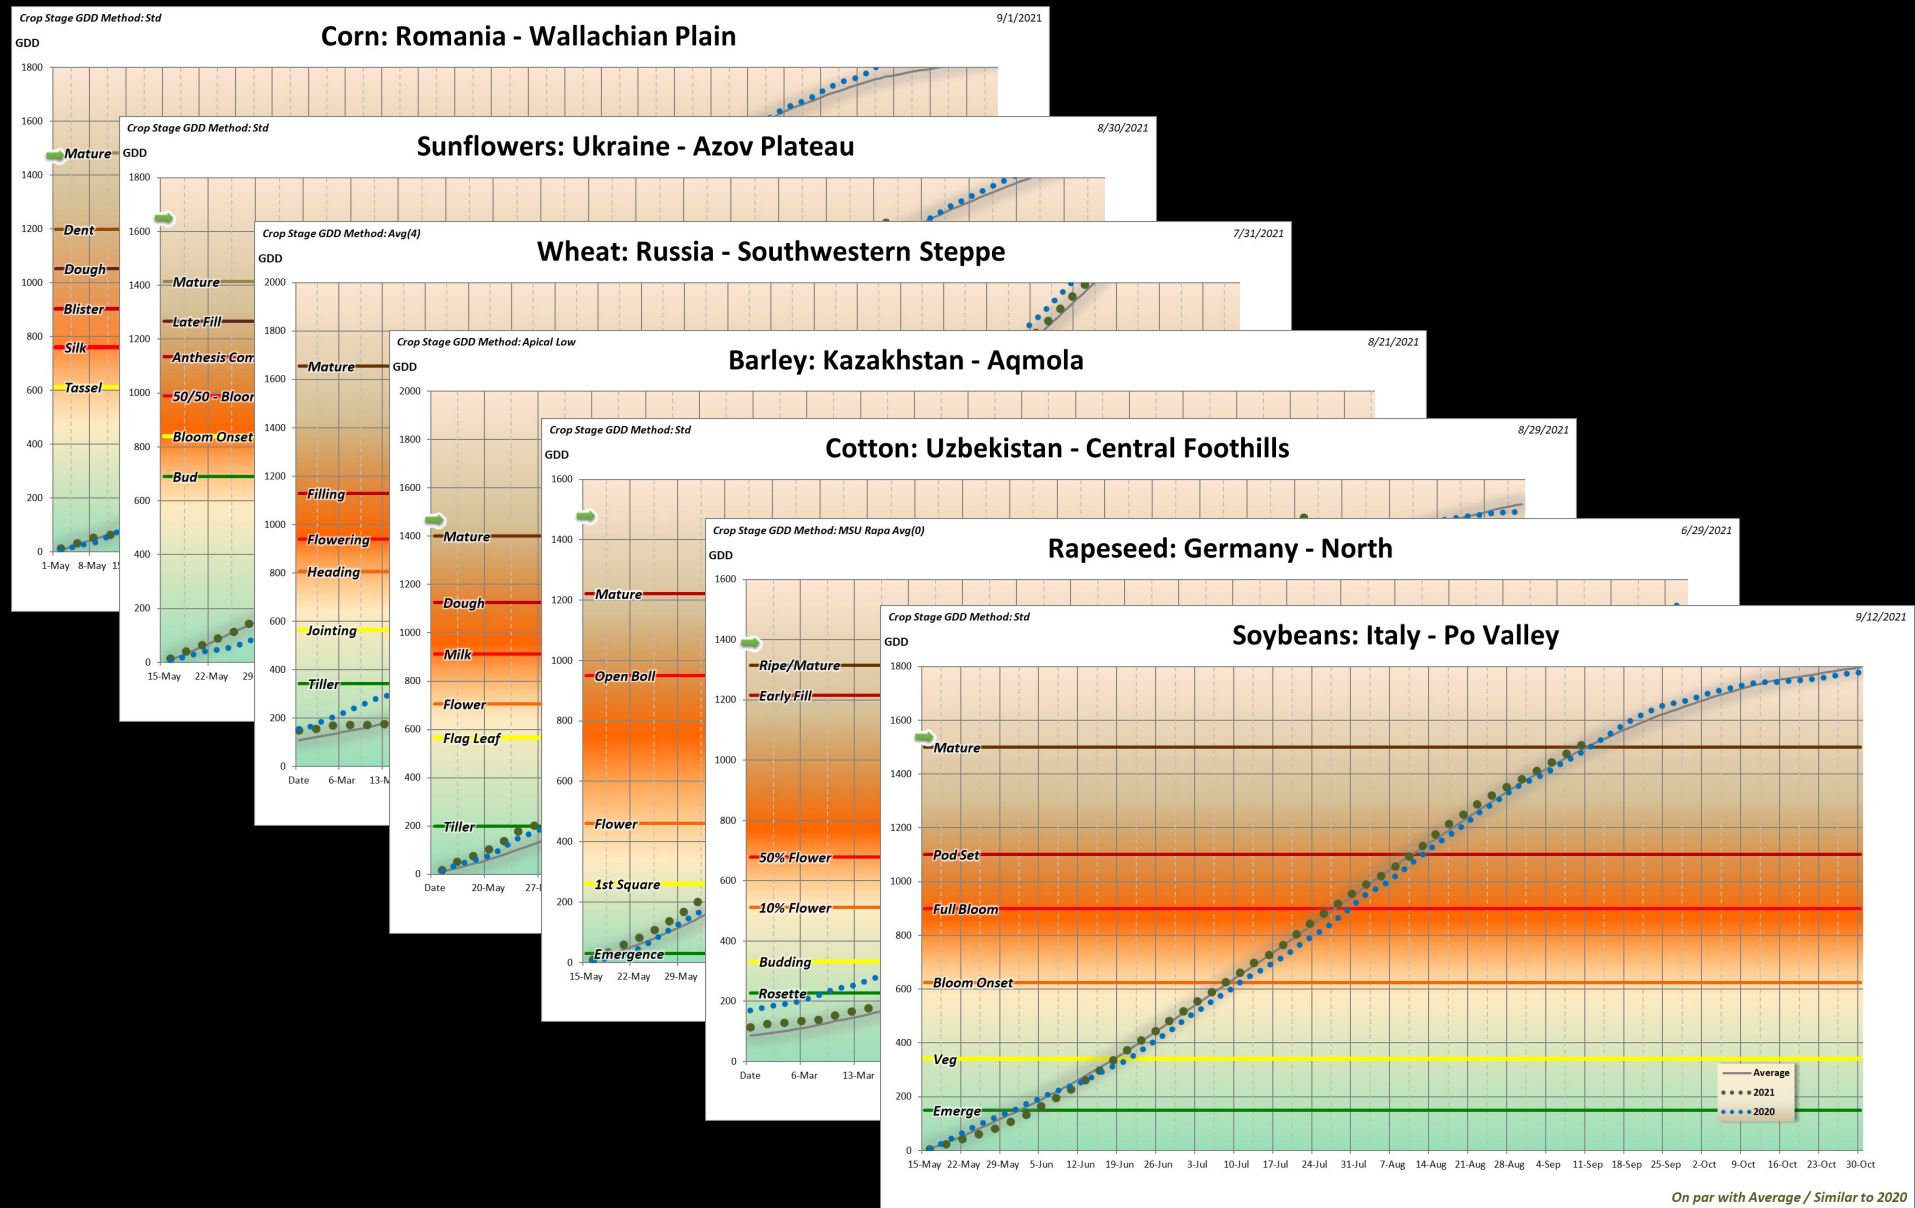 Crop Stage GDD Method: Std
9/1/2021
GDD
Corn: Romania - Wallachian Plain
1800
1600
Mature
1400
1200
Dent
Dough
1000
Blister
800
Silk
600
Tassel
400
200
0
1-May 8-May
Crop Stage GDD Method: Std
8/30/2021
GDD
Sunflowers: Ukraine - Azov Plateau
1800
1600
1400
Mature
Late Fill
1200
Anthesis Com
1000
50/50 - Bloor
Bloom Onset
800
Bud
600
400
200
0
15-May 22-May 29
Crop Stage GDD Method: Avg(4)
7/31/2021
GDD
Wheat: Russia - Southwestern Steppe
2000
1800
Mature
1600
1400
1200
Filling
1000
Flowering
Heading
800
Jointing
600
400
Tiller
200
0
Date 6-Mar 13-M
Crop Stage GDD Method: Apical Low
8/21/2021
GDD
Barley: Kazakhstan - Aqmola
2000
1800
1600
1400
Mature
1200
Dough
1000
Milk
800
Flower
600
Flag Leaf
400
200
Tiller
0
Date 20-May 27-
Crop Stage GDD Method: Std
8/29/2021
GDD
Cotton: Uzbekistan - Central Foothills
1600
1400
1200
Mature
1000
Open Boll
800
600
Flower
400
1st Square
200
Emergence
0
15-May 22-May 29-May
Crop Stage GDD Method: MSU Rapa Avg(0)
6/29/2021
GDD
Rapeseed: Germany - North
1600
1400
Ripe/Mature
Early Fill
1200
1000
800
50% Flower
600
10% Flower
400
Budding
Rosette
200
0
Date 6-Mar 13-Mar
Crop Stage GDD Method: Std
9/12/2021
GDD
Soybeans: Italy - Po Valley
1800
1600
Mature
1400
1200
Pod Set
1000
Full Bloom
800
Bloom Onset
600
400
Veg
Average
2021
2020
200
Emerge
0
15-May 22-May 29-May 5-Jun 12-Jun 19-Jun 26-Jun 3-Jul 10-Jul 17-Jul 24-Jul 31-Jul 7-Aug 14-Aug 21-Aug 28-Aug 4-Sep 11-Sep 18-Sep 25-Sep 2-Oct 9-Oct 16-Oct 23-Oct 30-Oct
On par with Average / Similar to 2020